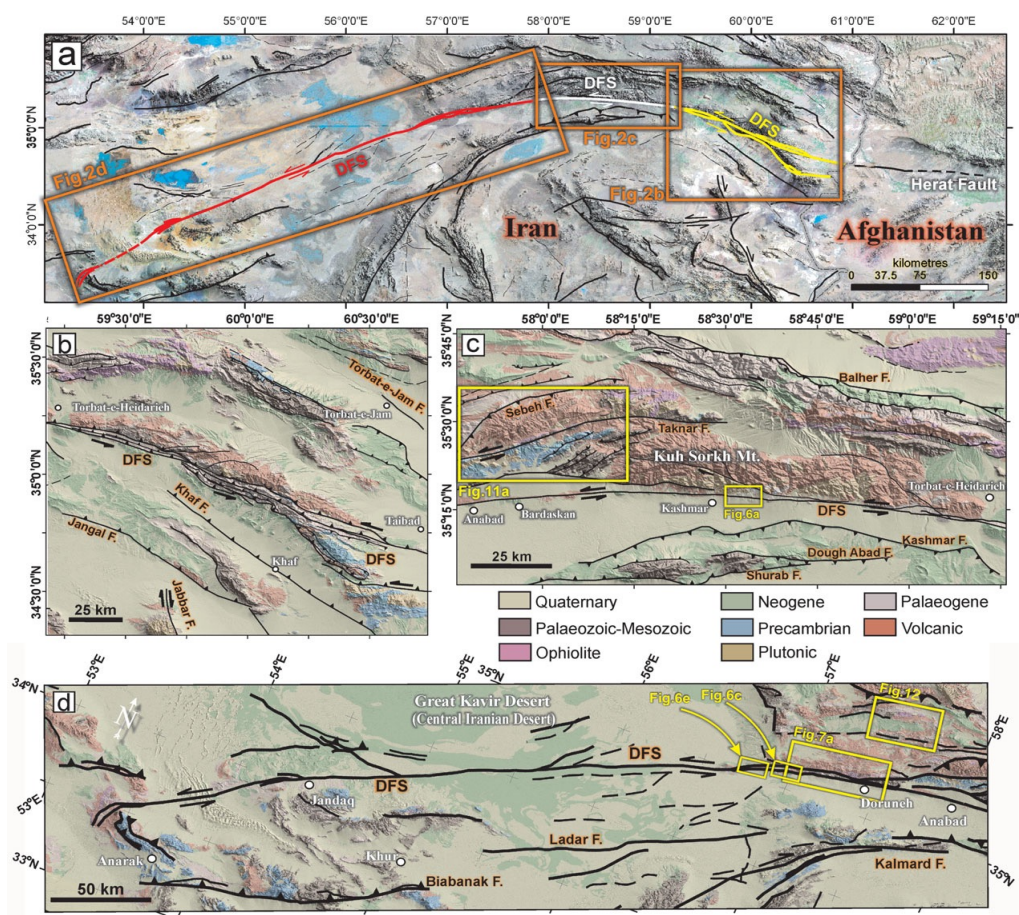 53°0'0"E 54°0'0"E 55°0'0"E 56°0'0"E 57°0'0"E 58°0'0"E 59°0'0"E 60°0'0"E 61°0'0"E 62°0'0"E
a
35°0'0"N
34°0'0"N
DFS
DFS
DFS
Fig.2d
Fig.2c
Fig.2b
Herat Fault
Iran
Afghanistan
kilometres
0 37.5 75 150
59°30'0"E 60°0'0"E 60°30'0"E
b
35°30'0"N
35°0'0"N
34°30'0"N
Torbat-e-Jam F.
Torbat-e-Heidarieh
Torbat-e-Jam
DFS
Khaf F.
Jangal F.
Taibad
Khaf
DFS
Jabbar F.
25 km
58°0'0"E 58°15'0"E 58°30'0"E 58°45'0"E 59°0'0"E 59°15'0"E
c
35°45'0"N
35°30'0"N
35°15'0"N
Balher F.
Sebeh F.
Taknar F.
Kuh Sorkh Mt.
Fig.11a
Torbat-e-Heidarieh
Anabad
Bardaskan
Kashmar
Fig.6a
DFS
Kashmar F.
Dough Abad F.
Shurab F.
25 km
Quaternary
Neogene
Palaeogene
Palaeozoic-Mesozoic
Precambrian
Volcanic
Ophiolite
Plutonic
53°E 54°E 55°E 35°N 56°E 57°E
34°N
d
N
Great Kavir Desert
(Central Iranian Desert)
Fig.6e
Fig.6c
Fig.12
Fig.7a
58°E
DFS
DFS
53°E
Jandaq
Doruneh
Anabad
Ladar F.
Anarak
Khur
33°N
Biabanak F.
Kalmard F.
35°N
50 km